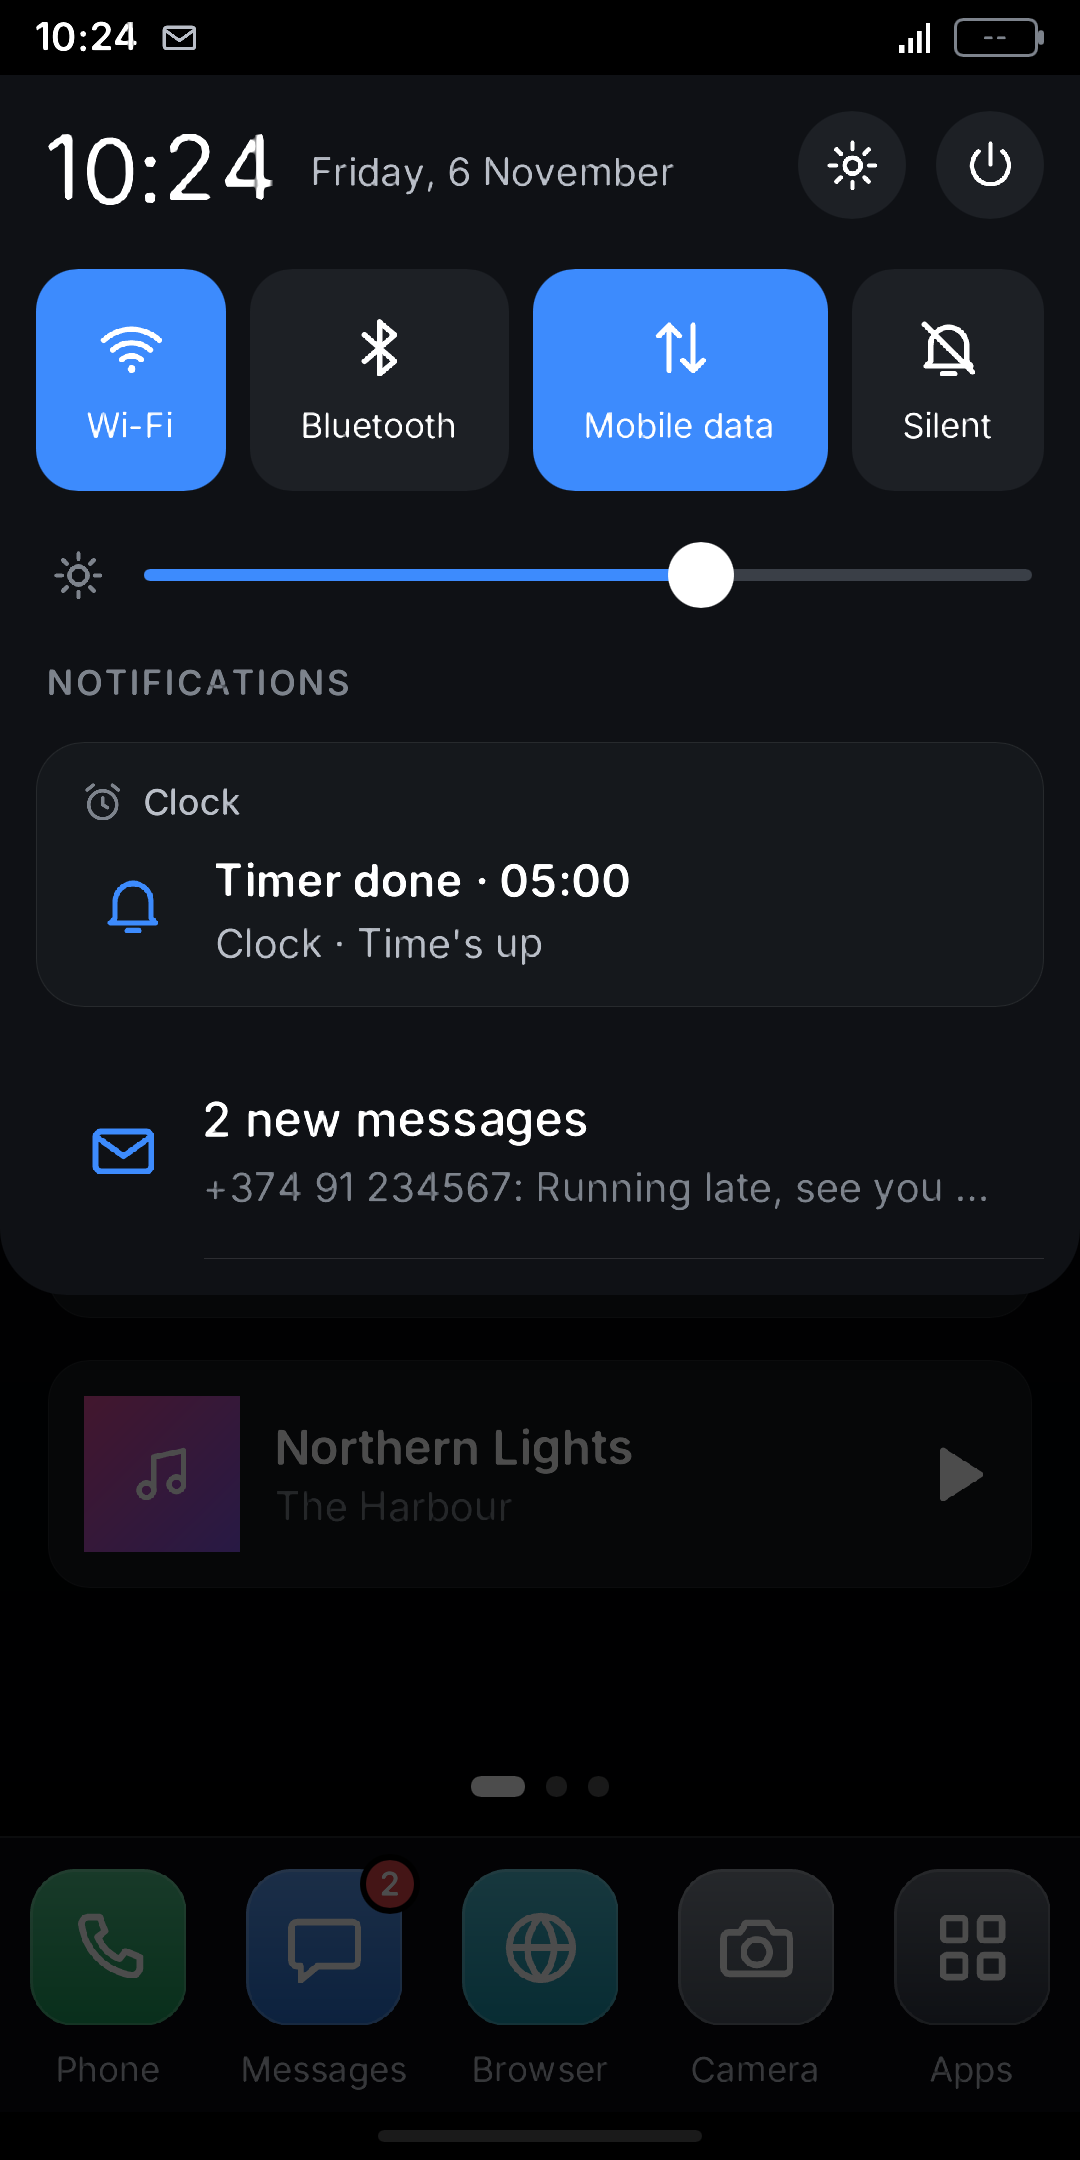 10:24
--
10:24 Friday, 6 November
Wi-Fi Bluetooth Mobile data Silent
NOTIFICATIONS
Clock
Timer done · 05:00
Clock · Time's up
2 new messages
+374 91 234567: Running late, see you ...
Northern Lights
The Harbour
2
Phone Messages Browser Camera Apps